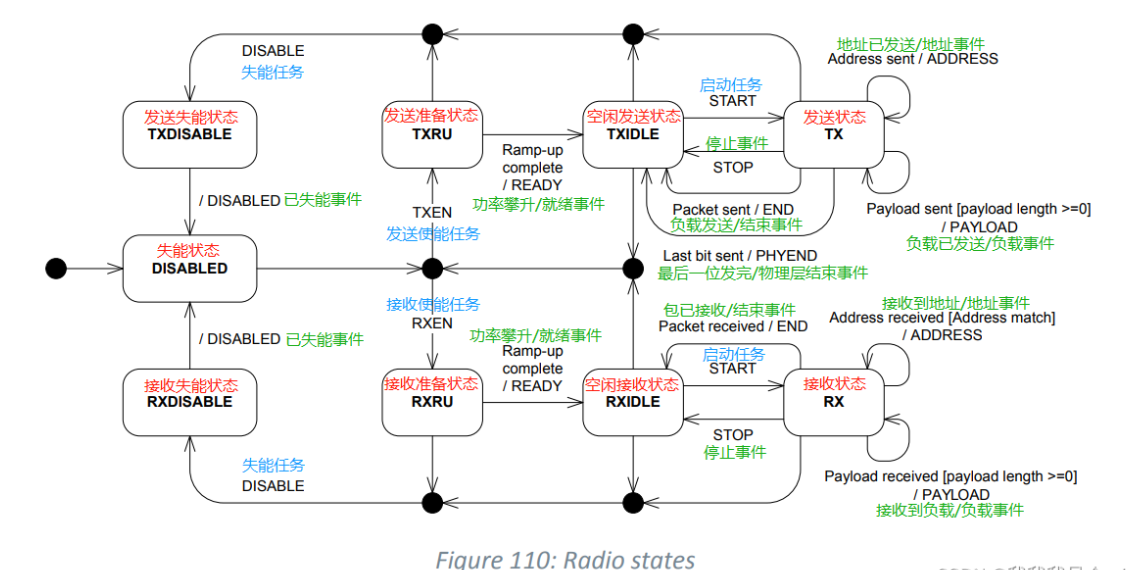 DISABLE
失能任务
地址已发送/地址事件
Address sent / ADDRESS
发送失能状态
TXDISABLE
发送准备状态
TXRU
空闲发送状态
TXIDLE
启动任务
START
发送状态
TX
停止事件
STOP
Ramp-up
complete
/ READY
功率攀升/就绪事件
/ DISABLED 已失能事件
TXEN
发送使能任务
Packet sent / END
负载发送/结束事件
Payload sent [payload length >=0]
/ PAYLOAD
负载已发送/负载事件
失能状态
DISABLED
Last bit sent / PHYEND
最后一位发完/物理层结束事件
接收使能任务
RXEN
/ DISABLED 已失能事件
功率攀升/就绪事件
Ramp-up
complete
/ READY
包已接收/结束事件
Packet received / END
接收到地址/地址事件
Address received [Address match]
/ ADDRESS
接收失能状态
RXDISABLE
接收准备状态
RXRU
空闲接收状态
RXIDLE
启动任务
START
接收状态
RX
STOP
停止事件
失能任务
DISABLE
Payload received [payload length >=0]
/ PAYLOAD
接收到负载/负载事件
Figure 110: Radio states